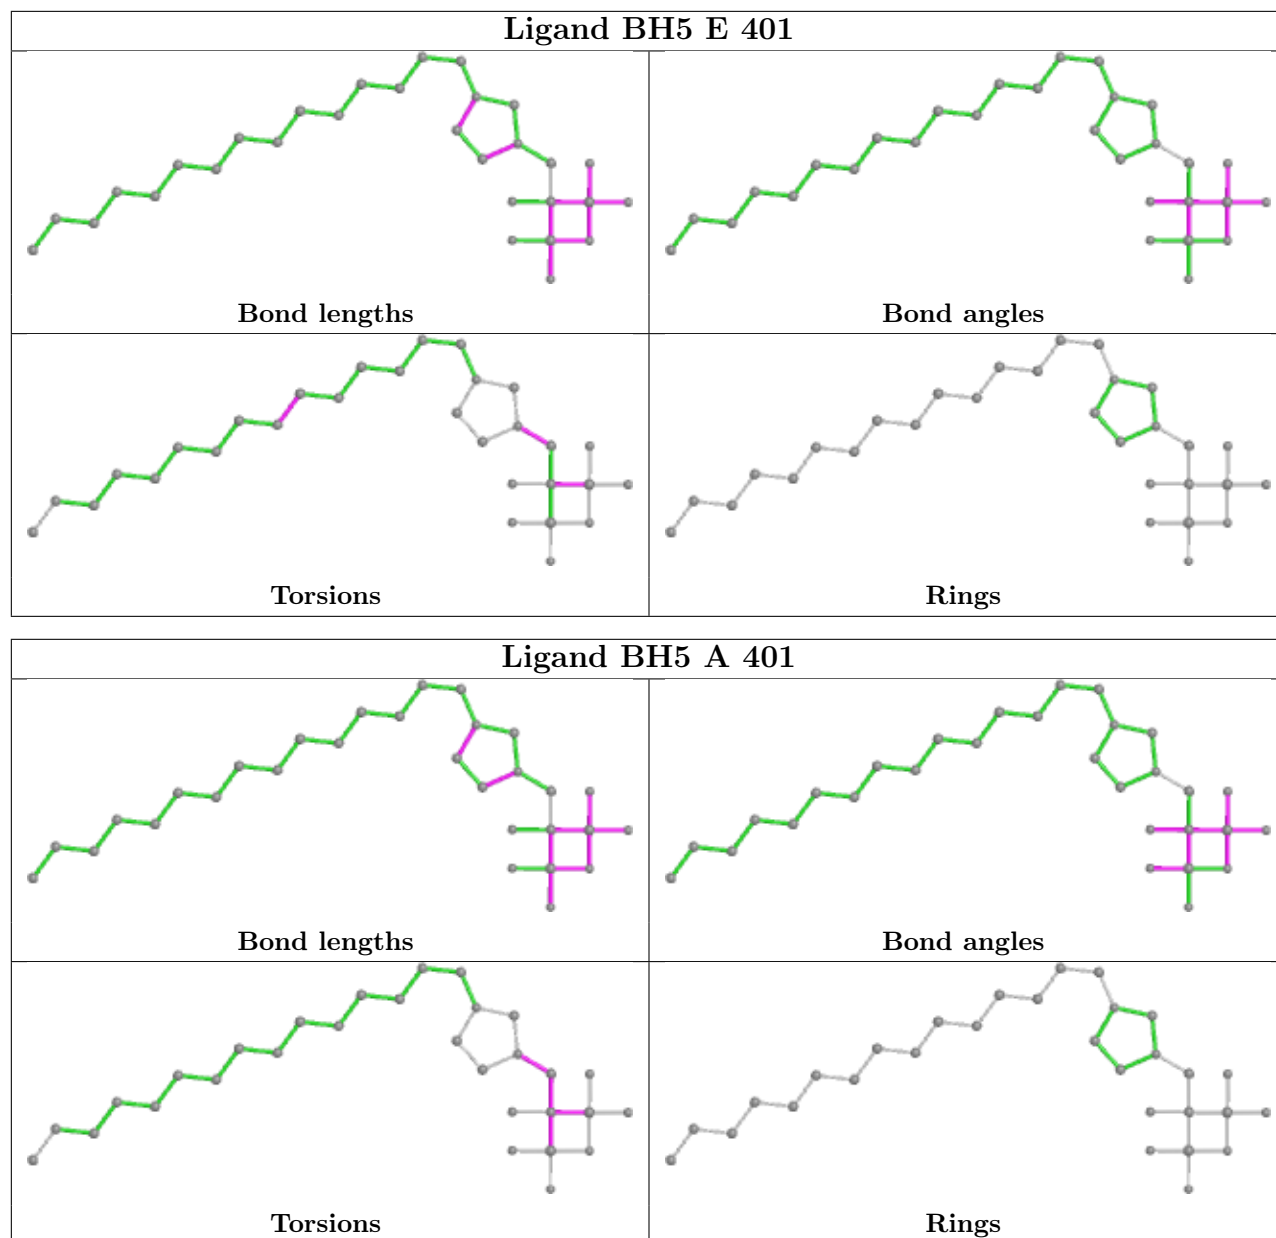 Ligand BH5 E 401
Bond lengths
Bond angles
Torsions
Rings
Ligand BH5 A 401
Bond lengths
Bond angles
Torsions
Rings